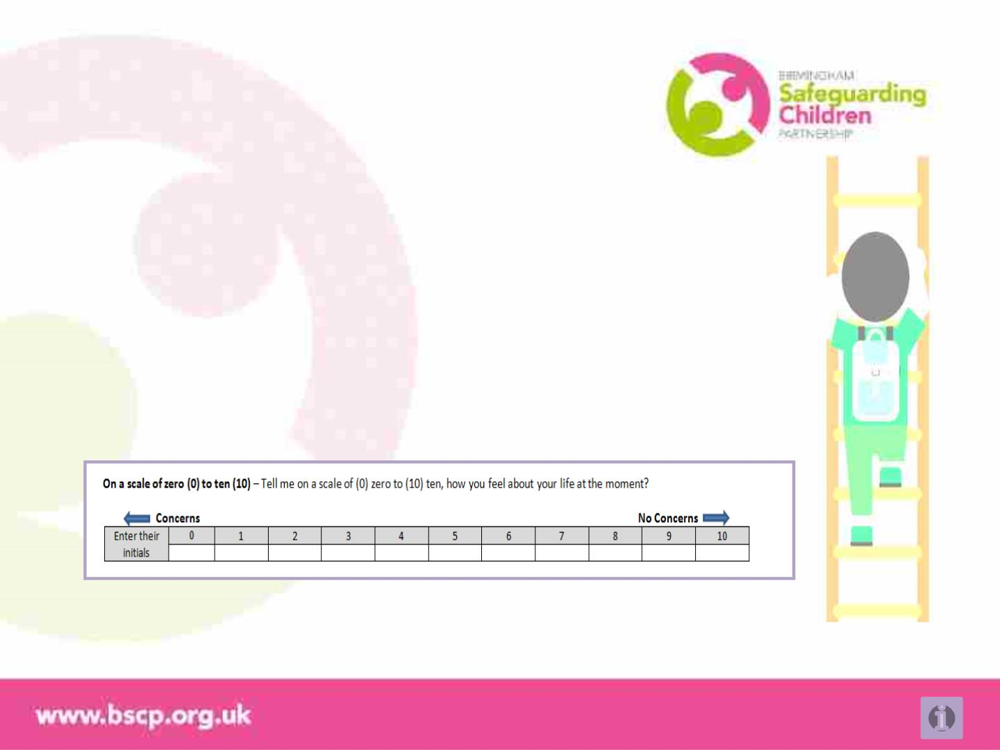 BIRMINGHAM
Safeguarding
Children
PARTNERSHIP
On a scale of zero (0) to ten (10) – Tell me on a scale of (0) zero to (10) ten, how you feel about your life at the moment?
Concerns No Concerns
Enter their initials 0 1 2 3 4 5 6 7 8 9 10
www.bscp.org.uk
i